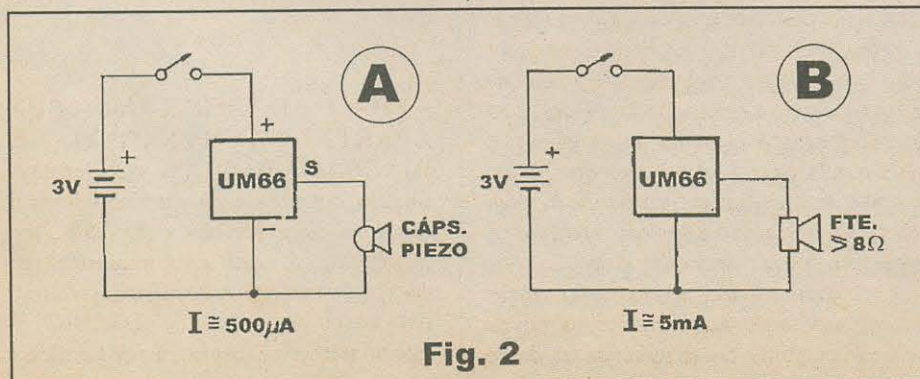 A
+
+
3V
UM66
S
-
CÁPS.
PIEZO
I ≅ 500µA
B
+
3V
UM66
FTE.
⩾ 8Ω
I ≅ 5mA
Fig. 2